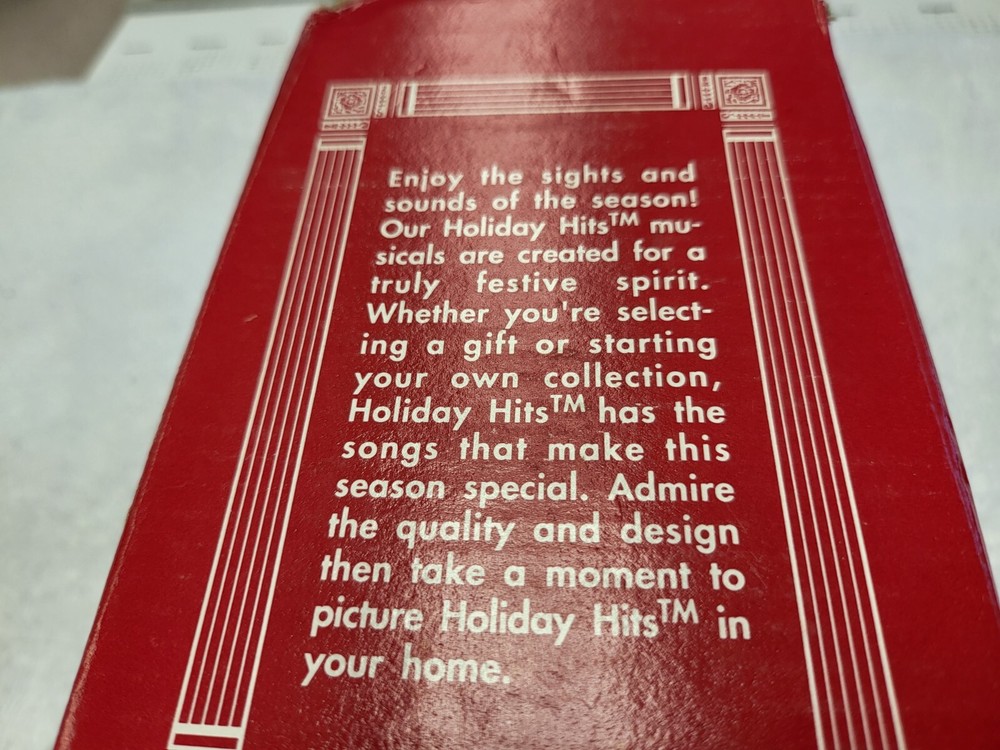 Enjoy the sights and
sounds of the season!
Our Holiday Hits™ mu-
sicals are created for a
truly festive spirit.
Whether you're select-
ing a gift or starting
your own collection,
Holiday Hits™ has the
songs that make this
season special. Admire
the quality and design
then take a moment to
picture Holiday Hits™ in
your home.